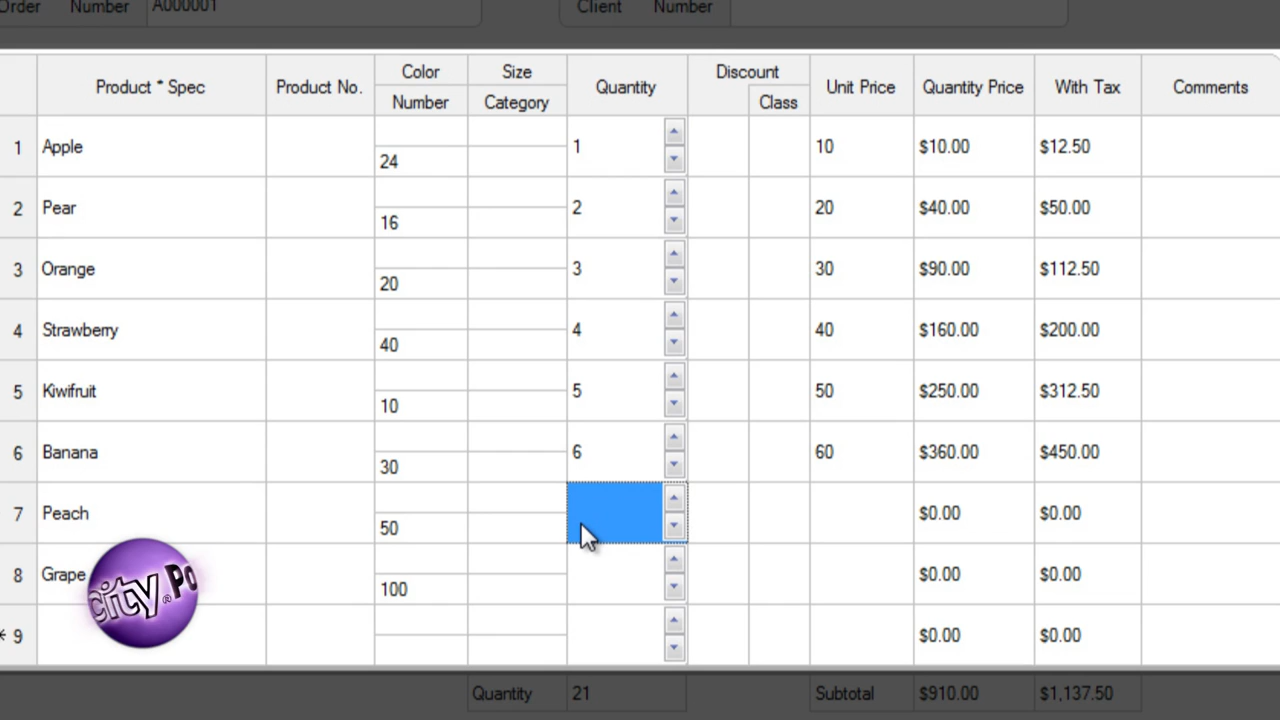 Order Number A000001 Client Number
Product * Spec Product No. Color Number Size Category Quantity Discount Class Unit Price Quantity Price With Tax Comments
1 Apple 24 1 10 $10.00 $12.50
2 Pear 16 2 20 $40.00 $50.00
3 Orange 20 3 30 $90.00 $112.50
4 Strawberry 40 4 40 $160.00 $200.00
5 Kiwifruit 10 5 50 $250.00 $312.50
6 Banana 30 6 60 $360.00 $450.00
7 Peach 50 $0.00 $0.00
8 Grape 100 $0.00 $0.00
city.Po
* 9 $0.00 $0.00
Quantity 21 Subtotal $910.00 $1,137.50